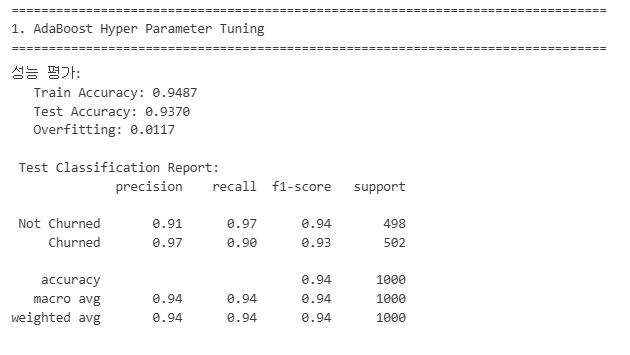 ================================================================================
1. AdaBoost Hyper Parameter Tuning
================================================================================
성능 평가:
Train Accuracy: 0.9487
Test Accuracy: 0.9370
Overfitting: 0.0117
Test Classification Report:
precision recall f1-score support
Not Churned 0.91 0.97 0.94 498
Churned 0.97 0.90 0.93 502
accuracy 0.94 1000
macro avg 0.94 0.94 0.94 1000
weighted avg 0.94 0.94 0.94 1000